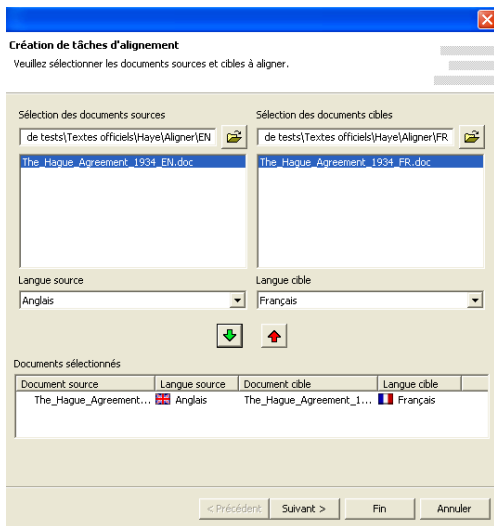 Création de tâches d'alignement
Veuillez sélectionner les documents sources et cibles à aligner.
Sélection des documents sources Sélection des documents cibles
de tests\Textes officiels\Haye\Aligner\EN de tests\Textes officiels\Haye\Aligner\FR
The_Hague_Agreement_1934_EN.doc The_Hague_Agreement_1934_FR.doc
Langue source Langue cible
Anglais Français
Documents sélectionnés
Document source Langue source Document cible Langue cible
The_Hague_Agreement... Anglais The_Hague_Agreement_1... Français
< Précédent Suivant > Fin Annuler